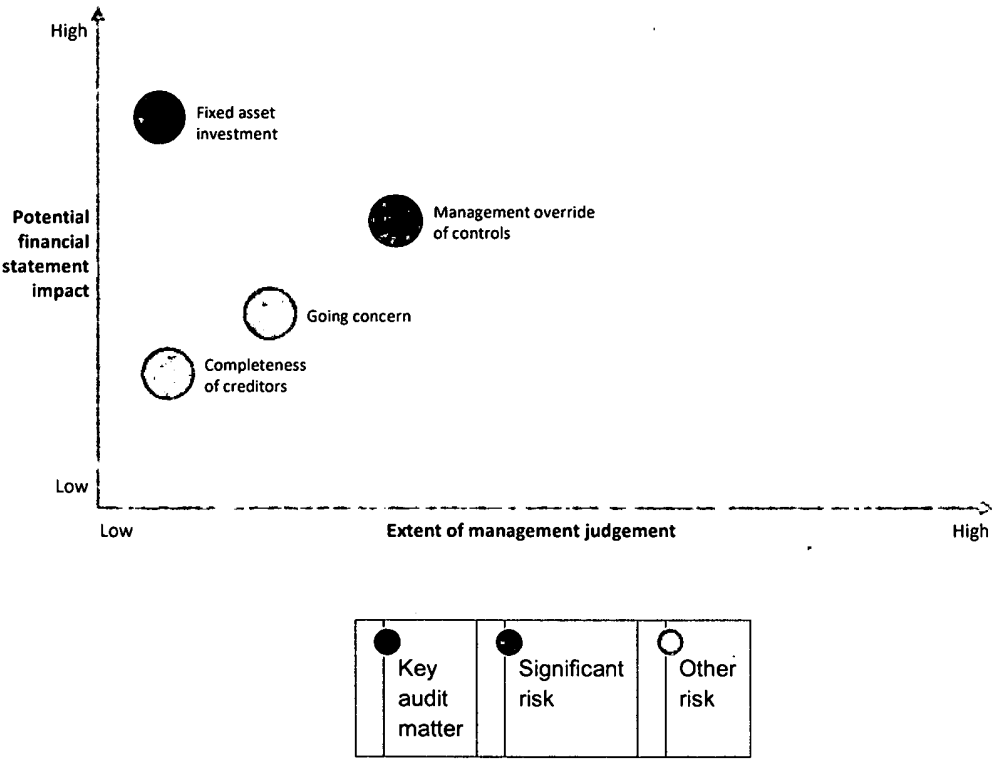 High
Fixed asset
investment
Potential
financial
statement
impact
Management override
of controls
Going concern
Completeness
of creditors
Low
Low
Extent of management judgement
High
Key
audit
matter
Significant
risk
Other
risk